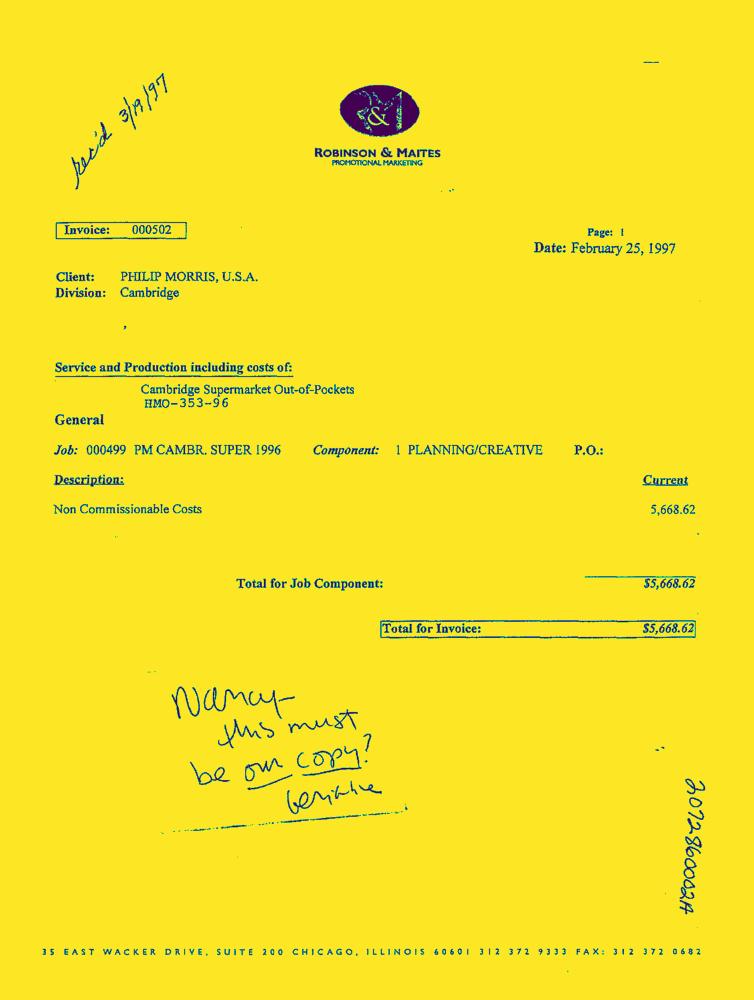 rec'd 3/19/97
&
ROBINSON & MAITES
PROMOTIONAL MARKETING
Invoice: 000502
Page: 1
Date: February 25, 1997
Client: PHILIP MORRIS, U.S.A.
Division: Cambridge
Service and Production including costs of:
Cambridge Supermarket Out-of-Pockets
HMO-353-96
General
Job: 000499 PM CAMBR. SUPER 1996 Component: 1 PLANNING/CREATIVE P.O.:
Description: Current
Non Commissionable Costs 5,668.62
Total for Job Component: $5,668.62
Total for Invoice: $5,668.62
Nancy-
this must
be our copy?
2072860002A
35 EAST WACKER DRIVE, SUITE 200 CHICAGO, ILLINOIS 60601 312 372 9333 FAX: 312 372 0682